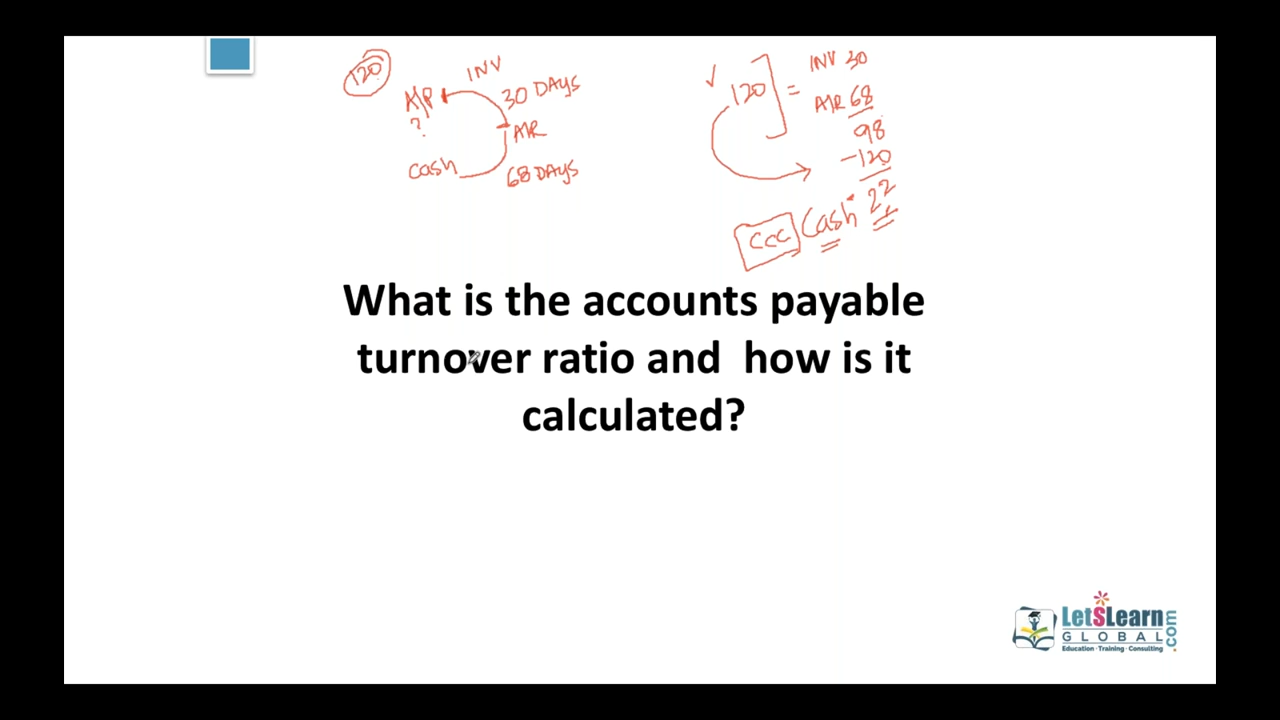 120
INV
A/P
30 DAYS
?
A/R
cash
68 DAYS
120
=
INV 30
A/R 68
98
-120
22
CCC Cash
What is the accounts payable
turnover ratio and how is it
calculated?
LetSLearn.com
GLOBAL
Education · Training · Consulting